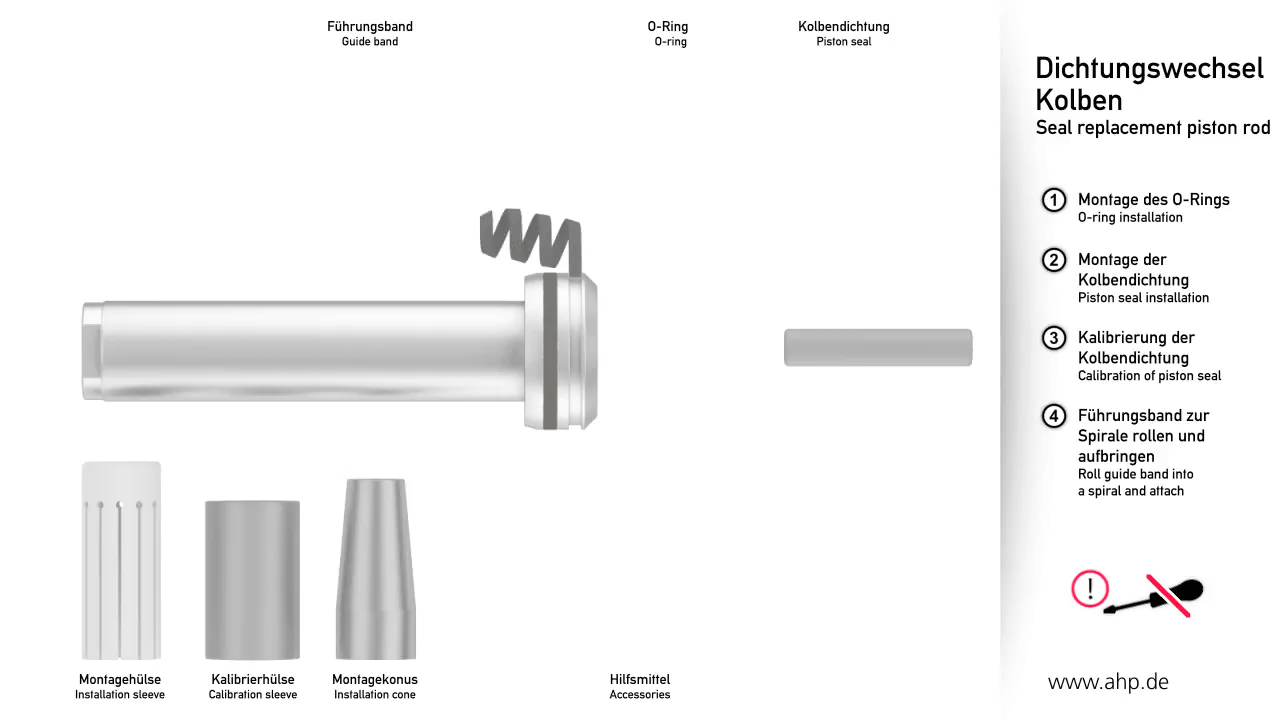 Führungsband
Guide band
O-Ring
O-ring
Kolbendichtung
Piston seal
Dichtungswechsel
Kolben
Seal replacement piston rod
1 Montage des O-Rings
O-ring installation
2 Montage der
Kolbendichtung
Piston seal installation
3 Kalibrierung der
Kolbendichtung
Calibration of piston seal
4 Führungsband zur
Spirale rollen und
aufbringen
Roll guide band into
a spiral and attach
!
Montagehülse
Installation sleeve
Kalibrierhülse
Calibration sleeve
Montagekonus
Installation cone
Hilfsmittel
Accessories
www.ahp.de